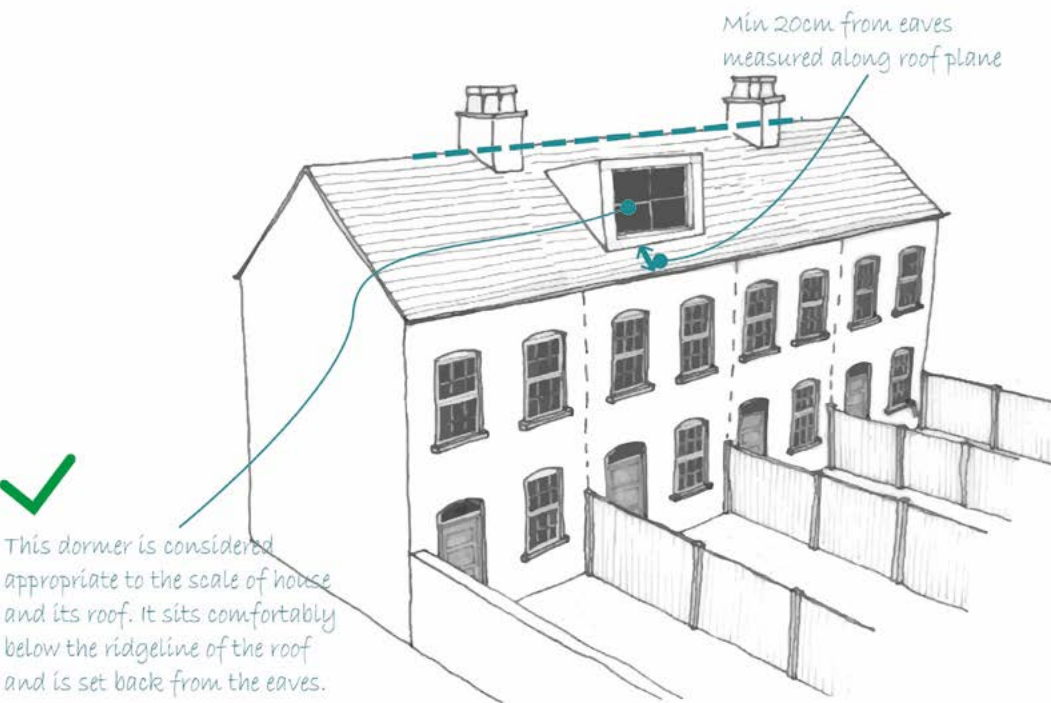 Min 20cm from eaves
measured along roof plane
This dormer is considered
appropriate to the scale of house
and its roof. It sits comfortably
below the ridgeline of the roof
and is set back from the eaves.